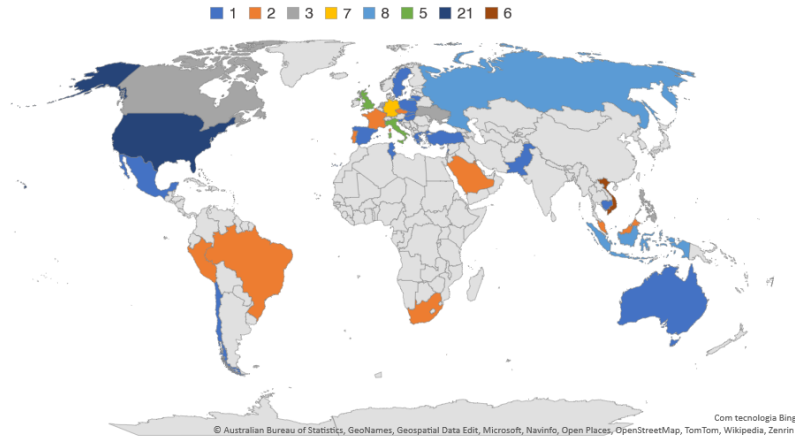 1 2 3 7 8 5 21 6
Com tecnologia Bing
© Australian Bureau of Statistics, GeoNames, Geospatial Data Edit, Microsoft, Navinfo, Open Places, OpenStreetMap, TomTom, Wikipedia, Zenrin